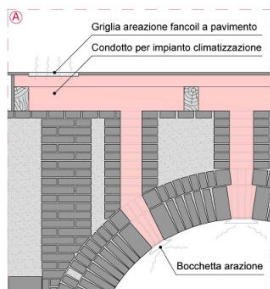 A
Griglia areazione fancoil a pavimento
Condotto per impianto climatizzazione
Bocchetta arazione